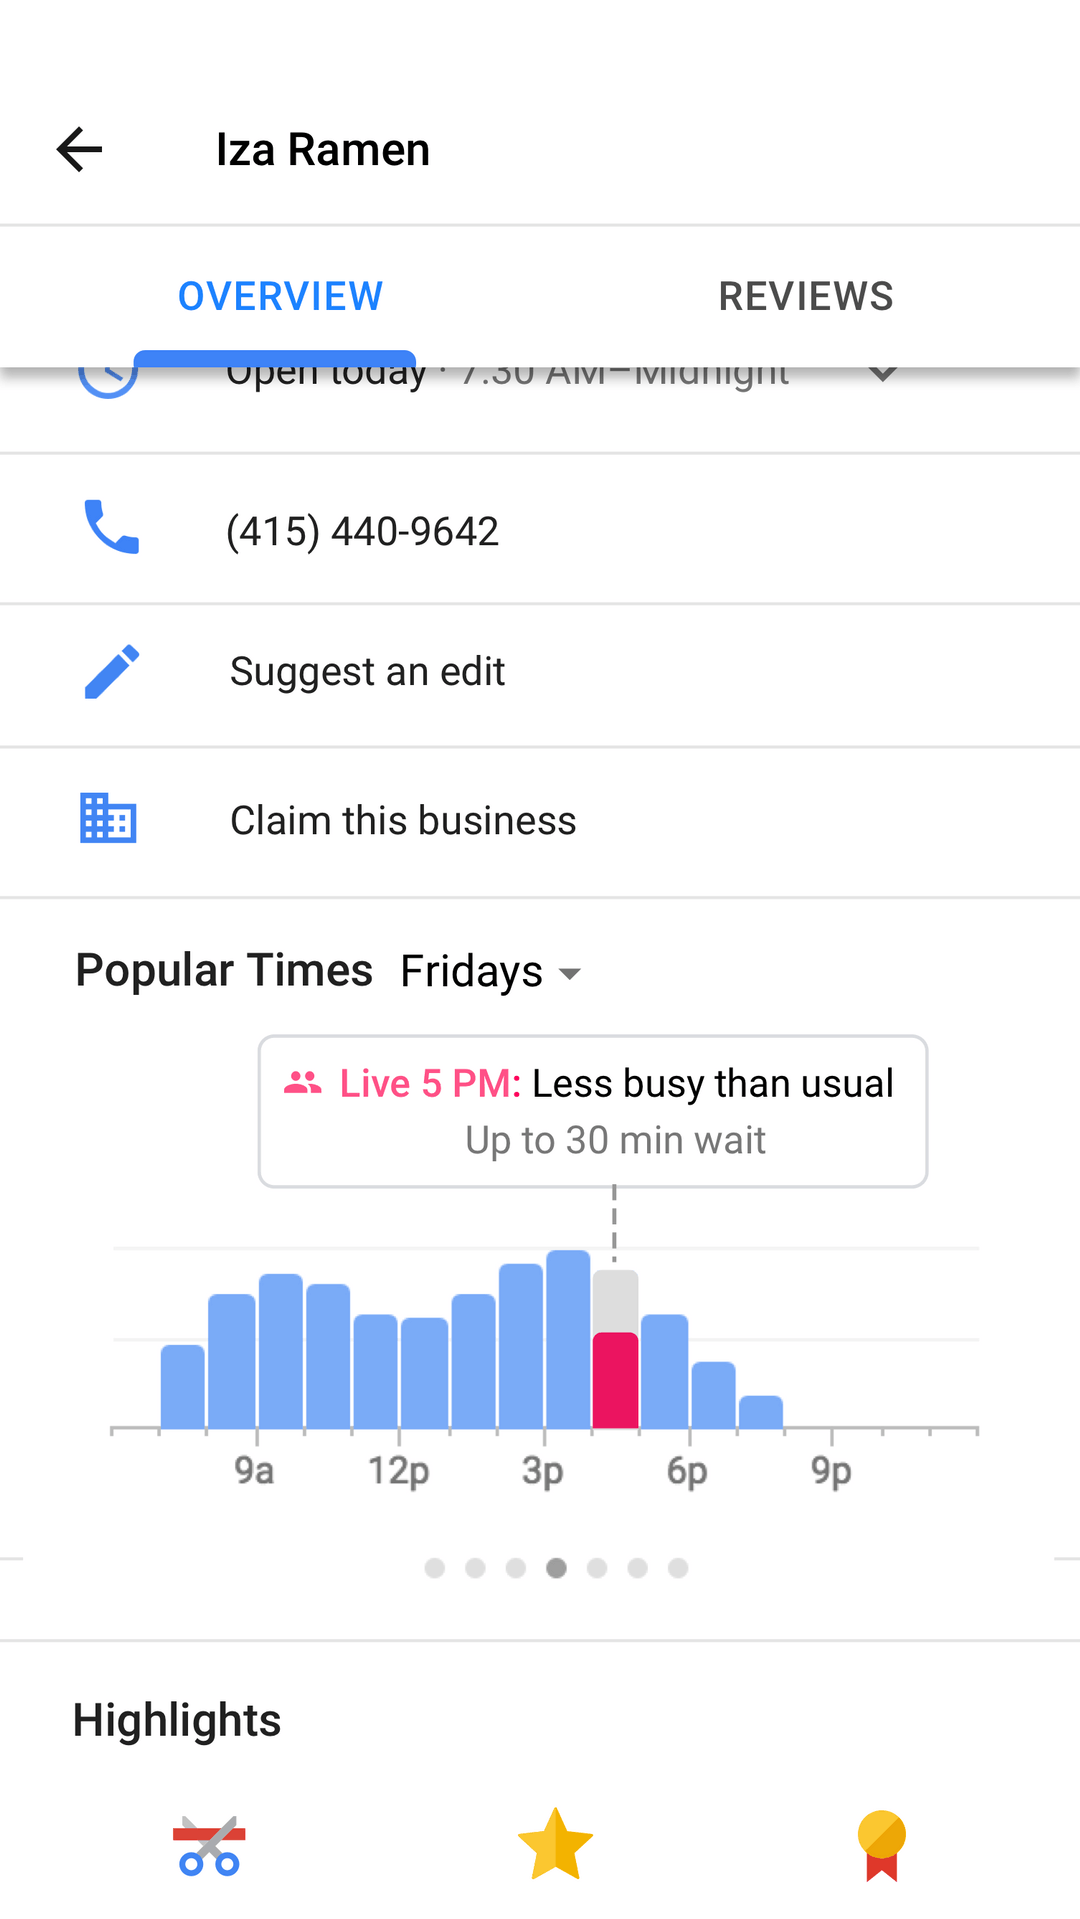 Iza Ramen
OVERVIEW REVIEWS
Open today · 7.30 AM–Midnight
(415) 440-9642
Suggest an edit
Claim this business
Popular Times Fridays
Live 5 PM: Less busy than usual
Up to 30 min wait
9a 12p 3p 6p 9p
Highlights